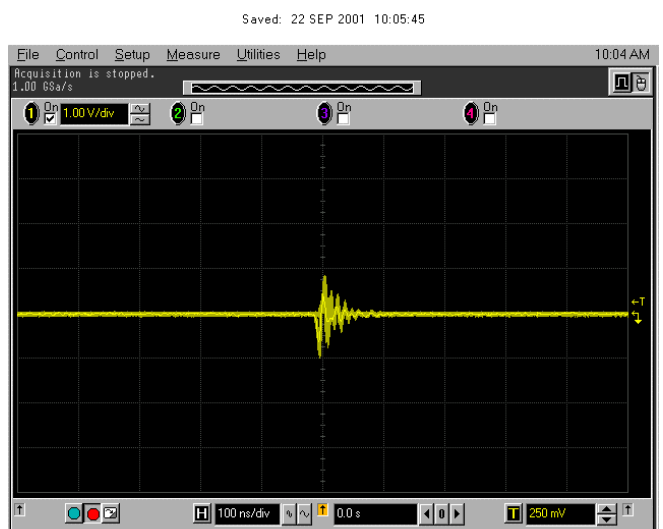 Saved: 22 SEP 2001 10:05:45
File Control Setup Measure Utilities Help 10:04 AM
Acquisition is stopped.
1.00 GSa/s
1 On 1.00 V/div 2 On 3 On 4 On
T
H 100 ns/div 0.0 s 0 T 250 mV